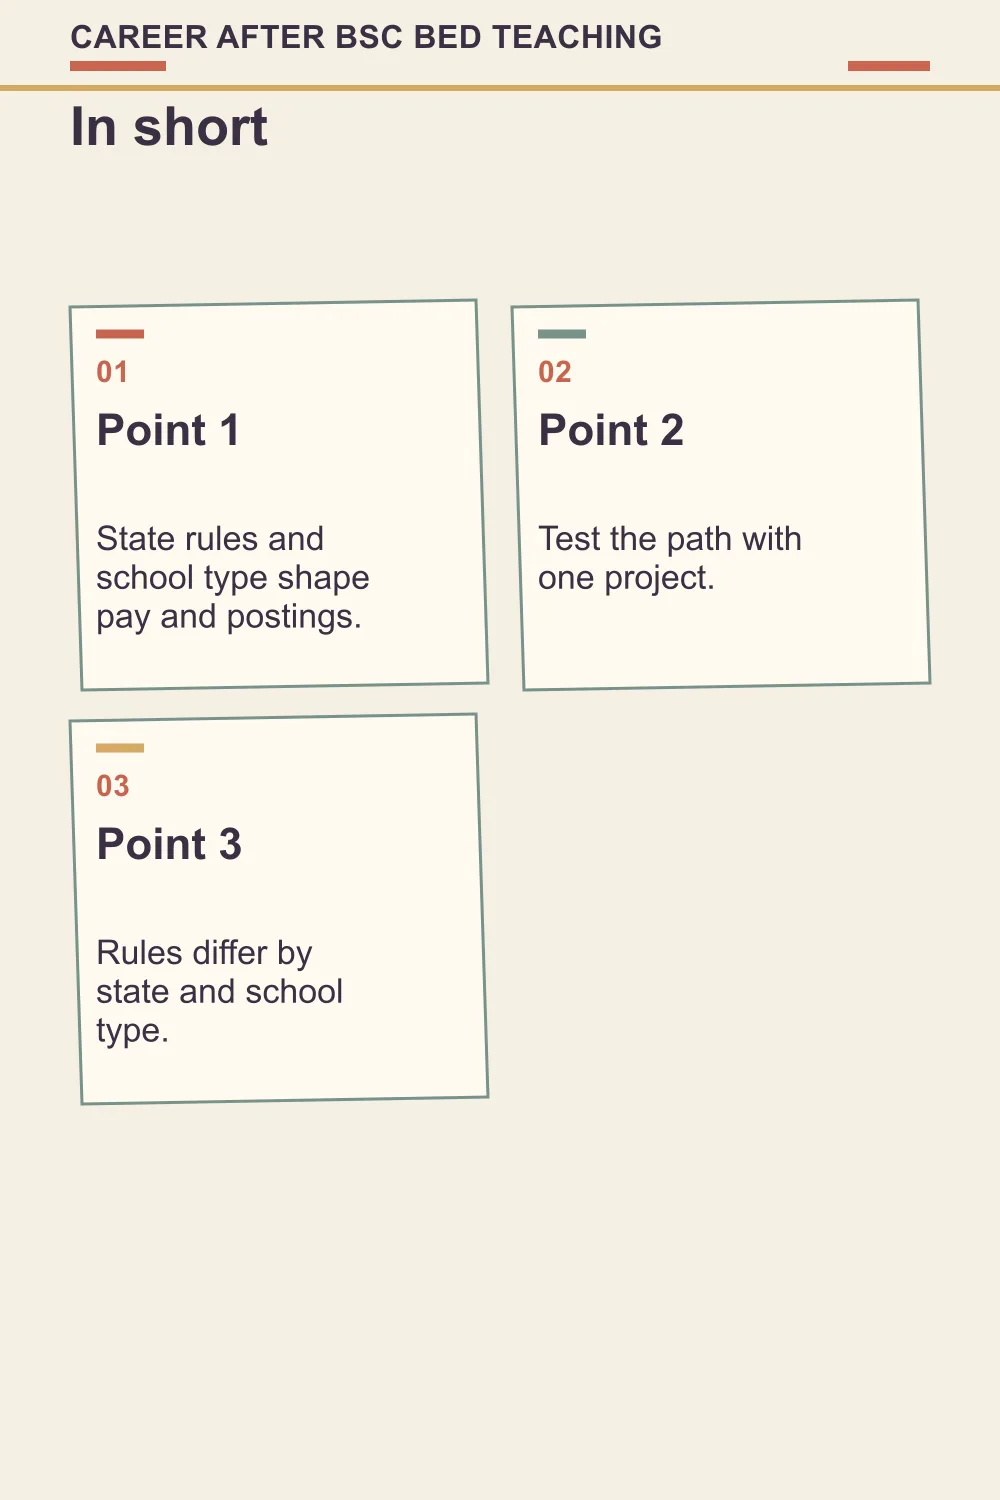 CAREER AFTER BSC BED TEACHING
In short
01
Point 1
State rules and
school type shape
pay and postings.
02
Point 2
Test the path with
one project.
03
Point 3
Rules differ by
state and school
type.